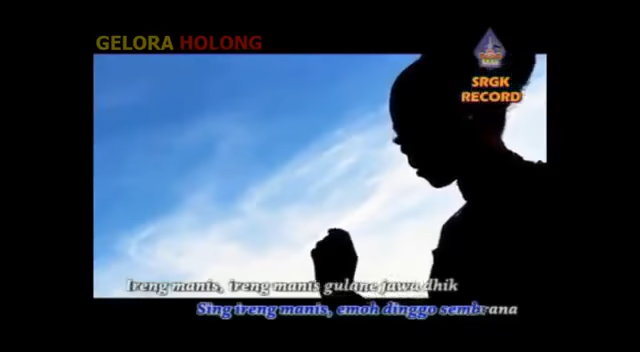 GELORA HOLONG
SRGK
RECORD
Ireng manis, ireng manis gulane jawa dhik
Sing ireng manis, emoh dinggo sembrana